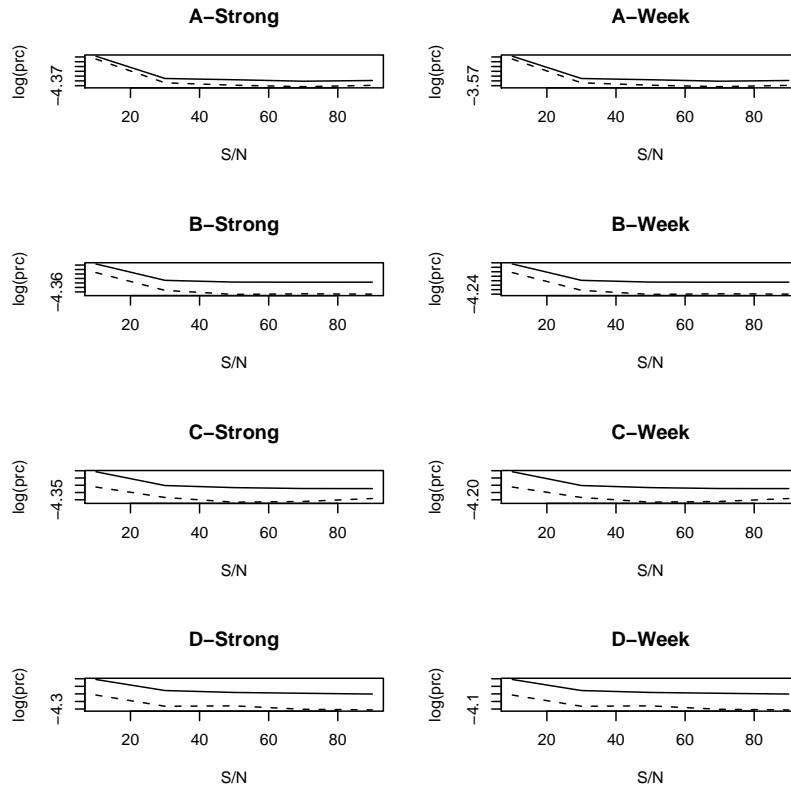 A−Strong
log(prc)
−4.37
20 40 60 80
S/N
A−Week
log(prc)
−3.57
20 40 60 80
S/N
B−Strong
log(prc)
−4.36
20 40 60 80
S/N
B−Week
log(prc)
−4.24
20 40 60 80
S/N
C−Strong
log(prc)
−4.35
20 40 60 80
S/N
C−Week
log(prc)
−4.20
20 40 60 80
S/N
D−Strong
log(prc)
−4.3
20 40 60 80
S/N
D−Week
log(prc)
−4.1
20 40 60 80
S/N